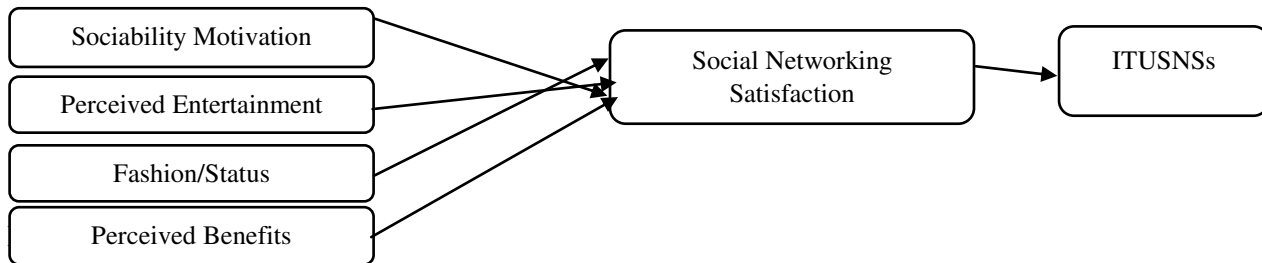 Sociability Motivation
Perceived Entertainment
Fashion/Status
Perceived Benefits
Social Networking
Satisfaction
ITUSNSs